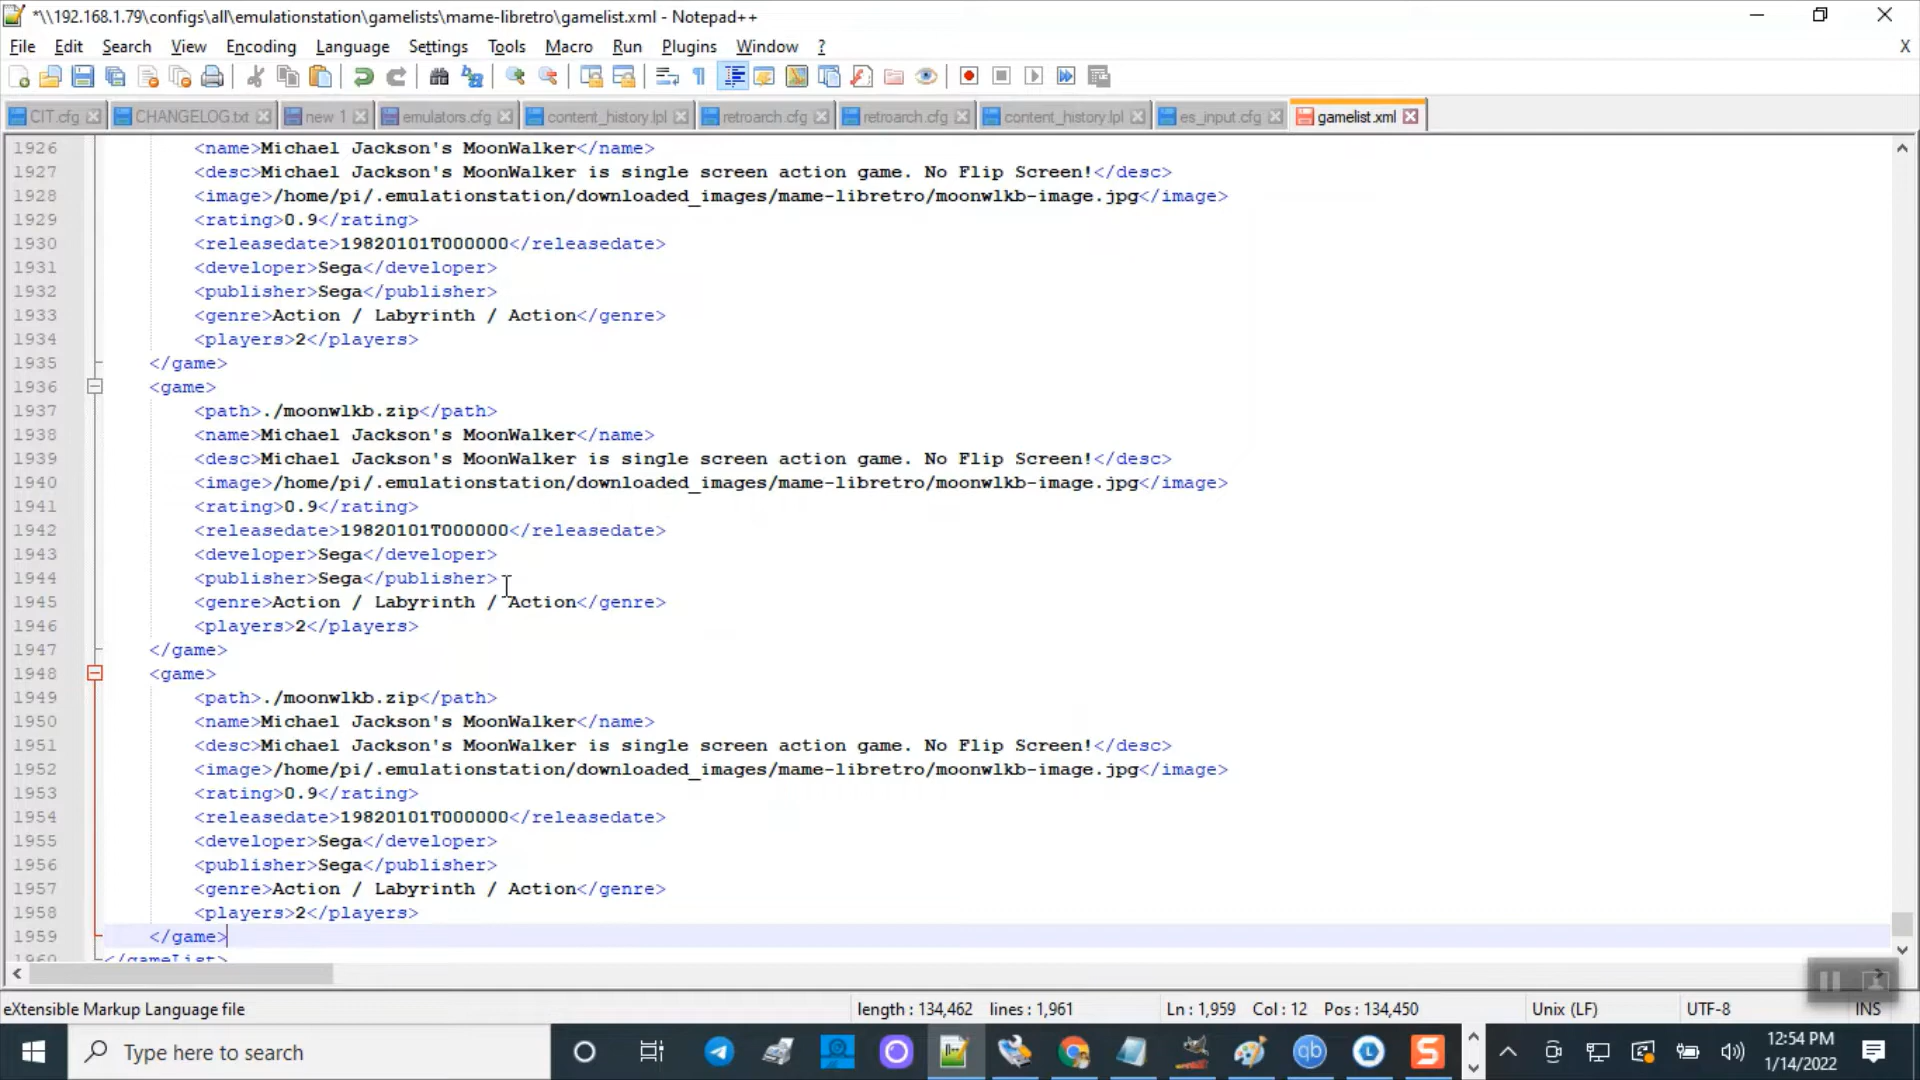 *\\192.168.1.79\configs\all\emulationstation\gamelists\mame-libretro\gamelist.xml - Notepad++
File Edit Search View Encoding Language Settings Tools Macro Run Plugins Window ? X
CIT.cfg CHANGELOG.txt new 1 emulators.cfg content_history.lpl retroarch.cfg retroarch.cfg content_history.lpl es_input.cfg gamelist.xml
1926 <name>Michael Jackson's MoonWalker</name>
1927 <desc>Michael Jackson's MoonWalker is single screen action game. No Flip Screen!</desc>
1928 <image>/home/pi/.emulationstation/downloaded_images/mame-libretro/moonwlkb-image.jpg</image>
1929 <rating>0.9</rating>
1930 <releasedate>19820101T000000</releasedate>
1931 <developer>Sega</developer>
1932 <publisher>Sega</publisher>
1933 <genre>Action / Labyrinth / Action</genre>
1934 <players>2</players>
1935 </game>
1936 <game>
1937 <path>./moonwlkb.zip</path>
1938 <name>Michael Jackson's MoonWalker</name>
1939 <desc>Michael Jackson's MoonWalker is single screen action game. No Flip Screen!</desc>
1940 <image>/home/pi/.emulationstation/downloaded_images/mame-libretro/moonwlkb-image.jpg</image>
1941 <rating>0.9</rating>
1942 <releasedate>19820101T000000</releasedate>
1943 <developer>Sega</developer>
1944 <publisher>Sega</publisher>
1945 <genre>Action / Labyrinth / Action</genre>
1946 <players>2</players>
1947 </game>
1948 <game>
1949 <path>./moonwlkb.zip</path>
1950 <name>Michael Jackson's MoonWalker</name>
1951 <desc>Michael Jackson's MoonWalker is single screen action game. No Flip Screen!</desc>
1952 <image>/home/pi/.emulationstation/downloaded_images/mame-libretro/moonwlkb-image.jpg</image>
1953 <rating>0.9</rating>
1954 <releasedate>19820101T000000</releasedate>
1955 <developer>Sega</developer>
1956 <publisher>Sega</publisher>
1957 <genre>Action / Labyrinth / Action</genre>
1958 <players>2</players>
1959 </game>
1960 </gameList>
eXtensible Markup Language file length : 134,462 lines : 1,961 Ln : 1,959 Col : 12 Pos : 134,450 Unix (LF) UTF-8 INS
Type here to search qb L S 12:54 PM
1/14/2022